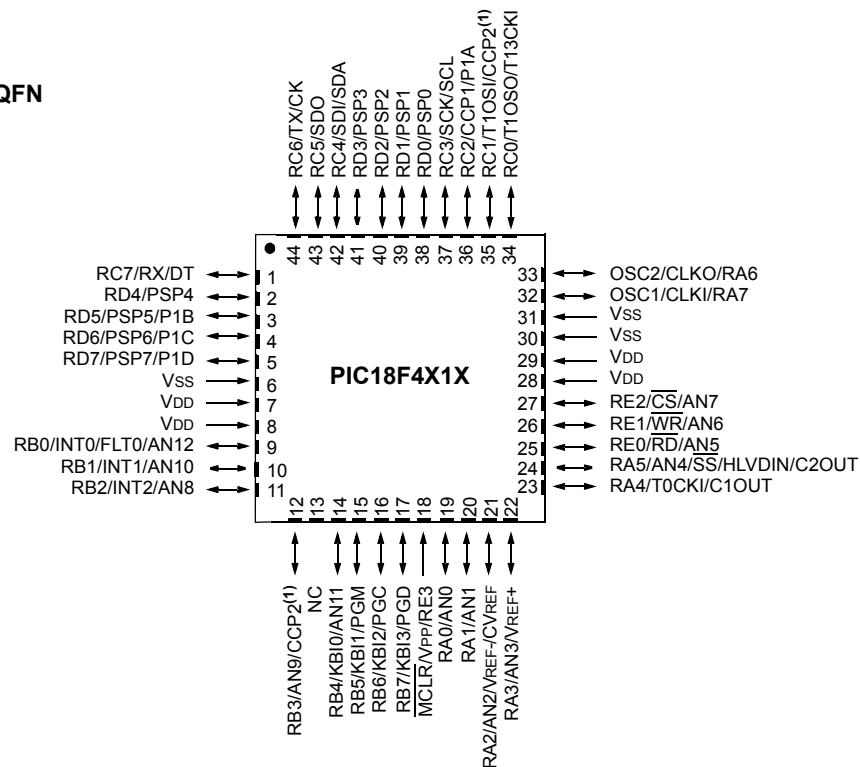 QFN
RC6/TX/CK
RC5/SDO
RC4/SDI/SDA
RD3/PSP3
RD2/PSP2
RD1/PSP1
RD0/PSP0
RC3/SCK/SCL
RC2/CCP1/P1A
RC1/T1OSI/CCP2(1)
RC0/T1OSO/T13CKI
44
43
42
41
40
39
38
37
36
35
34
RC7/RX/DT 1
RD4/PSP4 2
RD5/PSP5/P1B 3
RD6/PSP6/P1C 4
RD7/PSP7/P1D 5
VSS 6
VDD 7
VDD 8
RB0/INT0/FLT0/AN12 9
RB1/INT1/AN10 10
RB2/INT2/AN8 11
PIC18F4X1X
33 OSC2/CLKO/RA6
32 OSC1/CLKI/RA7
31 VSS
30 VSS
29 VDD
28 VDD
27 RE2/CS/AN7
26 RE1/WR/AN6
25 RE0/RD/AN5
24 RA5/AN4/SS/HLVDIN/C2OUT
23 RA4/T0CKI/C1OUT
12
13
14
15
16
17
18
19
20
21
22
RB3/AN9/CCP2(1)
NC
RB4/KBI0/AN11
RB5/KBI1/PGM
RB6/KBI2/PGC
RB7/KBI3/PGD
MCLR/VPP/RE3
RA0/AN0
RA1/AN1
RA2/AN2/VREF-/CVREF
RA3/AN3/VREF+